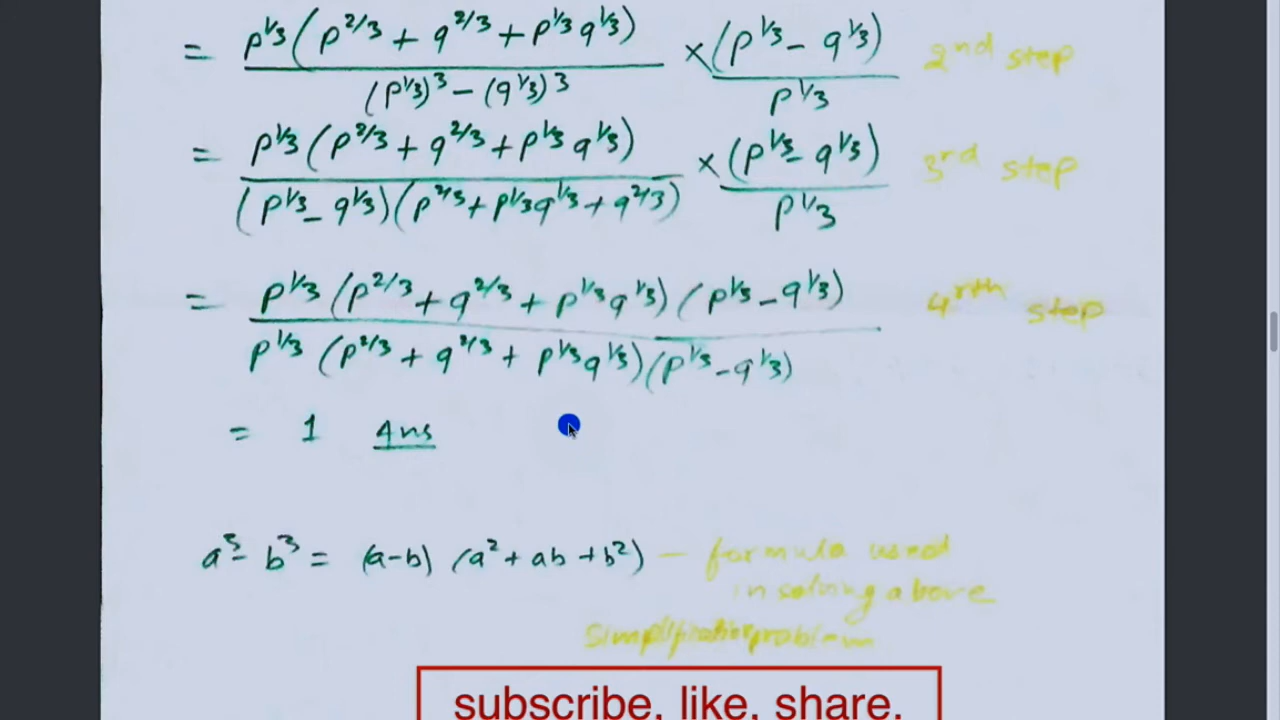 = p^1/3 (p^2/3 + q^2/3 + p^1/3 q^1/3) / (p^1/3)^3 - (q^1/3)^3 × (p^1/3 - q^1/3) / p^1/3 2nd step
= p^1/3 (p^2/3 + q^2/3 + p^1/3 q^1/3) / (p^1/3 - q^1/3)(p^2/3 + p^1/3 q^1/3 + q^2/3) × (p^1/3 - q^1/3) / p^1/3 3rd step
= p^1/3 (p^2/3 + q^2/3 + p^1/3 q^1/3) (p^1/3 - q^1/3) / p^1/3 (p^2/3 + q^2/3 + p^1/3 q^1/3)(p^1/3 - q^1/3) 4rth step
= 1 Ans
a^3 - b^3 = (a-b) (a^2 + ab + b^2) — formula used
in solving above
simplification problem
subscribe. like. share.